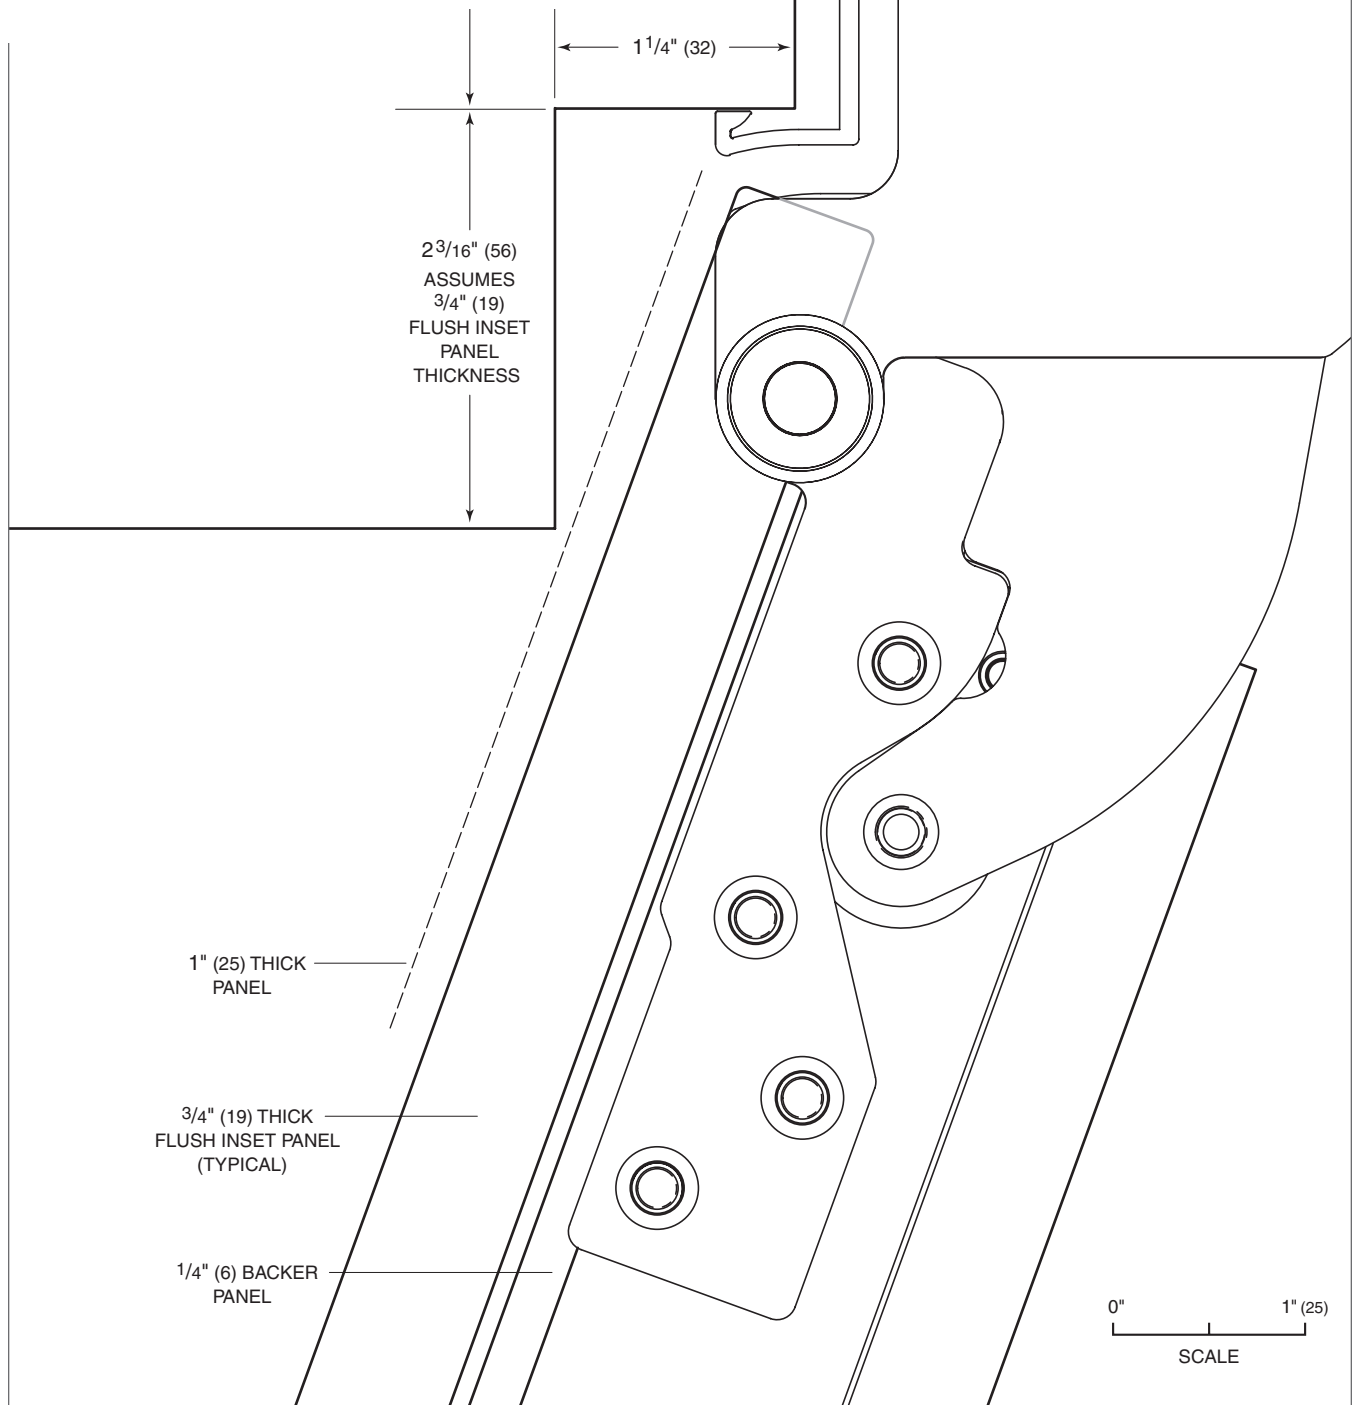 1 1/4" (32)
2 3/16" (56)
ASSUMES
3/4" (19)
FLUSH INSET
PANEL
THICKNESS
1" (25) THICK
PANEL
3/4" (19) THICK
FLUSH INSET PANEL
(TYPICAL)
1/4" (6) BACKER
PANEL
0" 1" (25)
SCALE